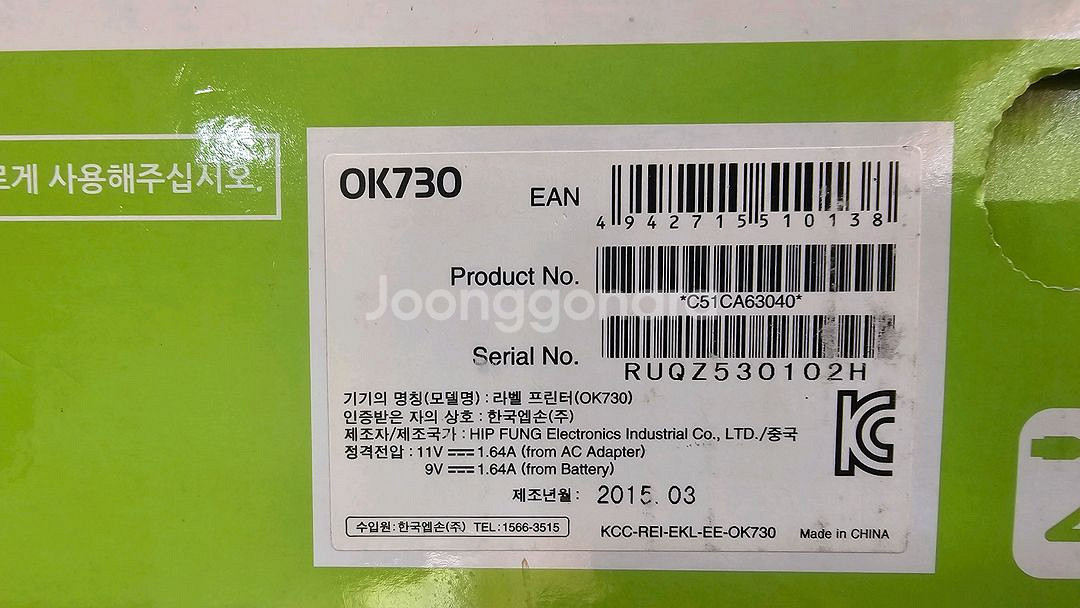 르게 사용해주십시오.
OK730
EAN
4 942715 510138
Product No.
*C51CA63040*
Joonggonara
Serial No.
RUQZ530102H
기기의 명칭(모델명) : 라벨 프린터(OK730)
인증받은 자의 상호 : 한국엡손(주)
제조자/제조국가 : HIP FUNG Electronics Industrial Co., LTD./중국
정격전압 : 11V ⎓ 1.64A (from AC Adapter)
9V ⎓ 1.64A (from Battery)
제조년월 : 2015. 03
수입원:한국엡손(주) TEL:1566-3515
KCC-REI-EKL-EE-OK730
Made in CHINA